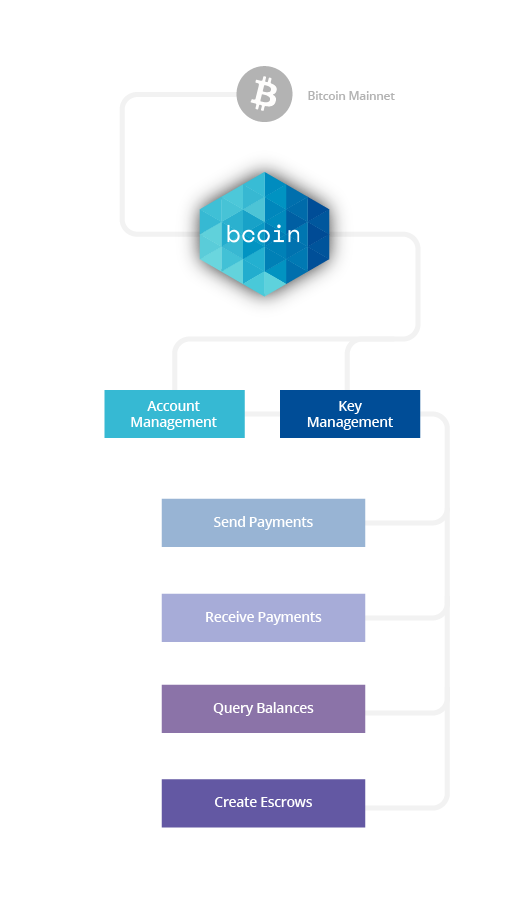 Bitcoin Mainnet
bcoin
Account
Management
Key
Management
Send Payments
Receive Payments
Query Balances
Create Escrows